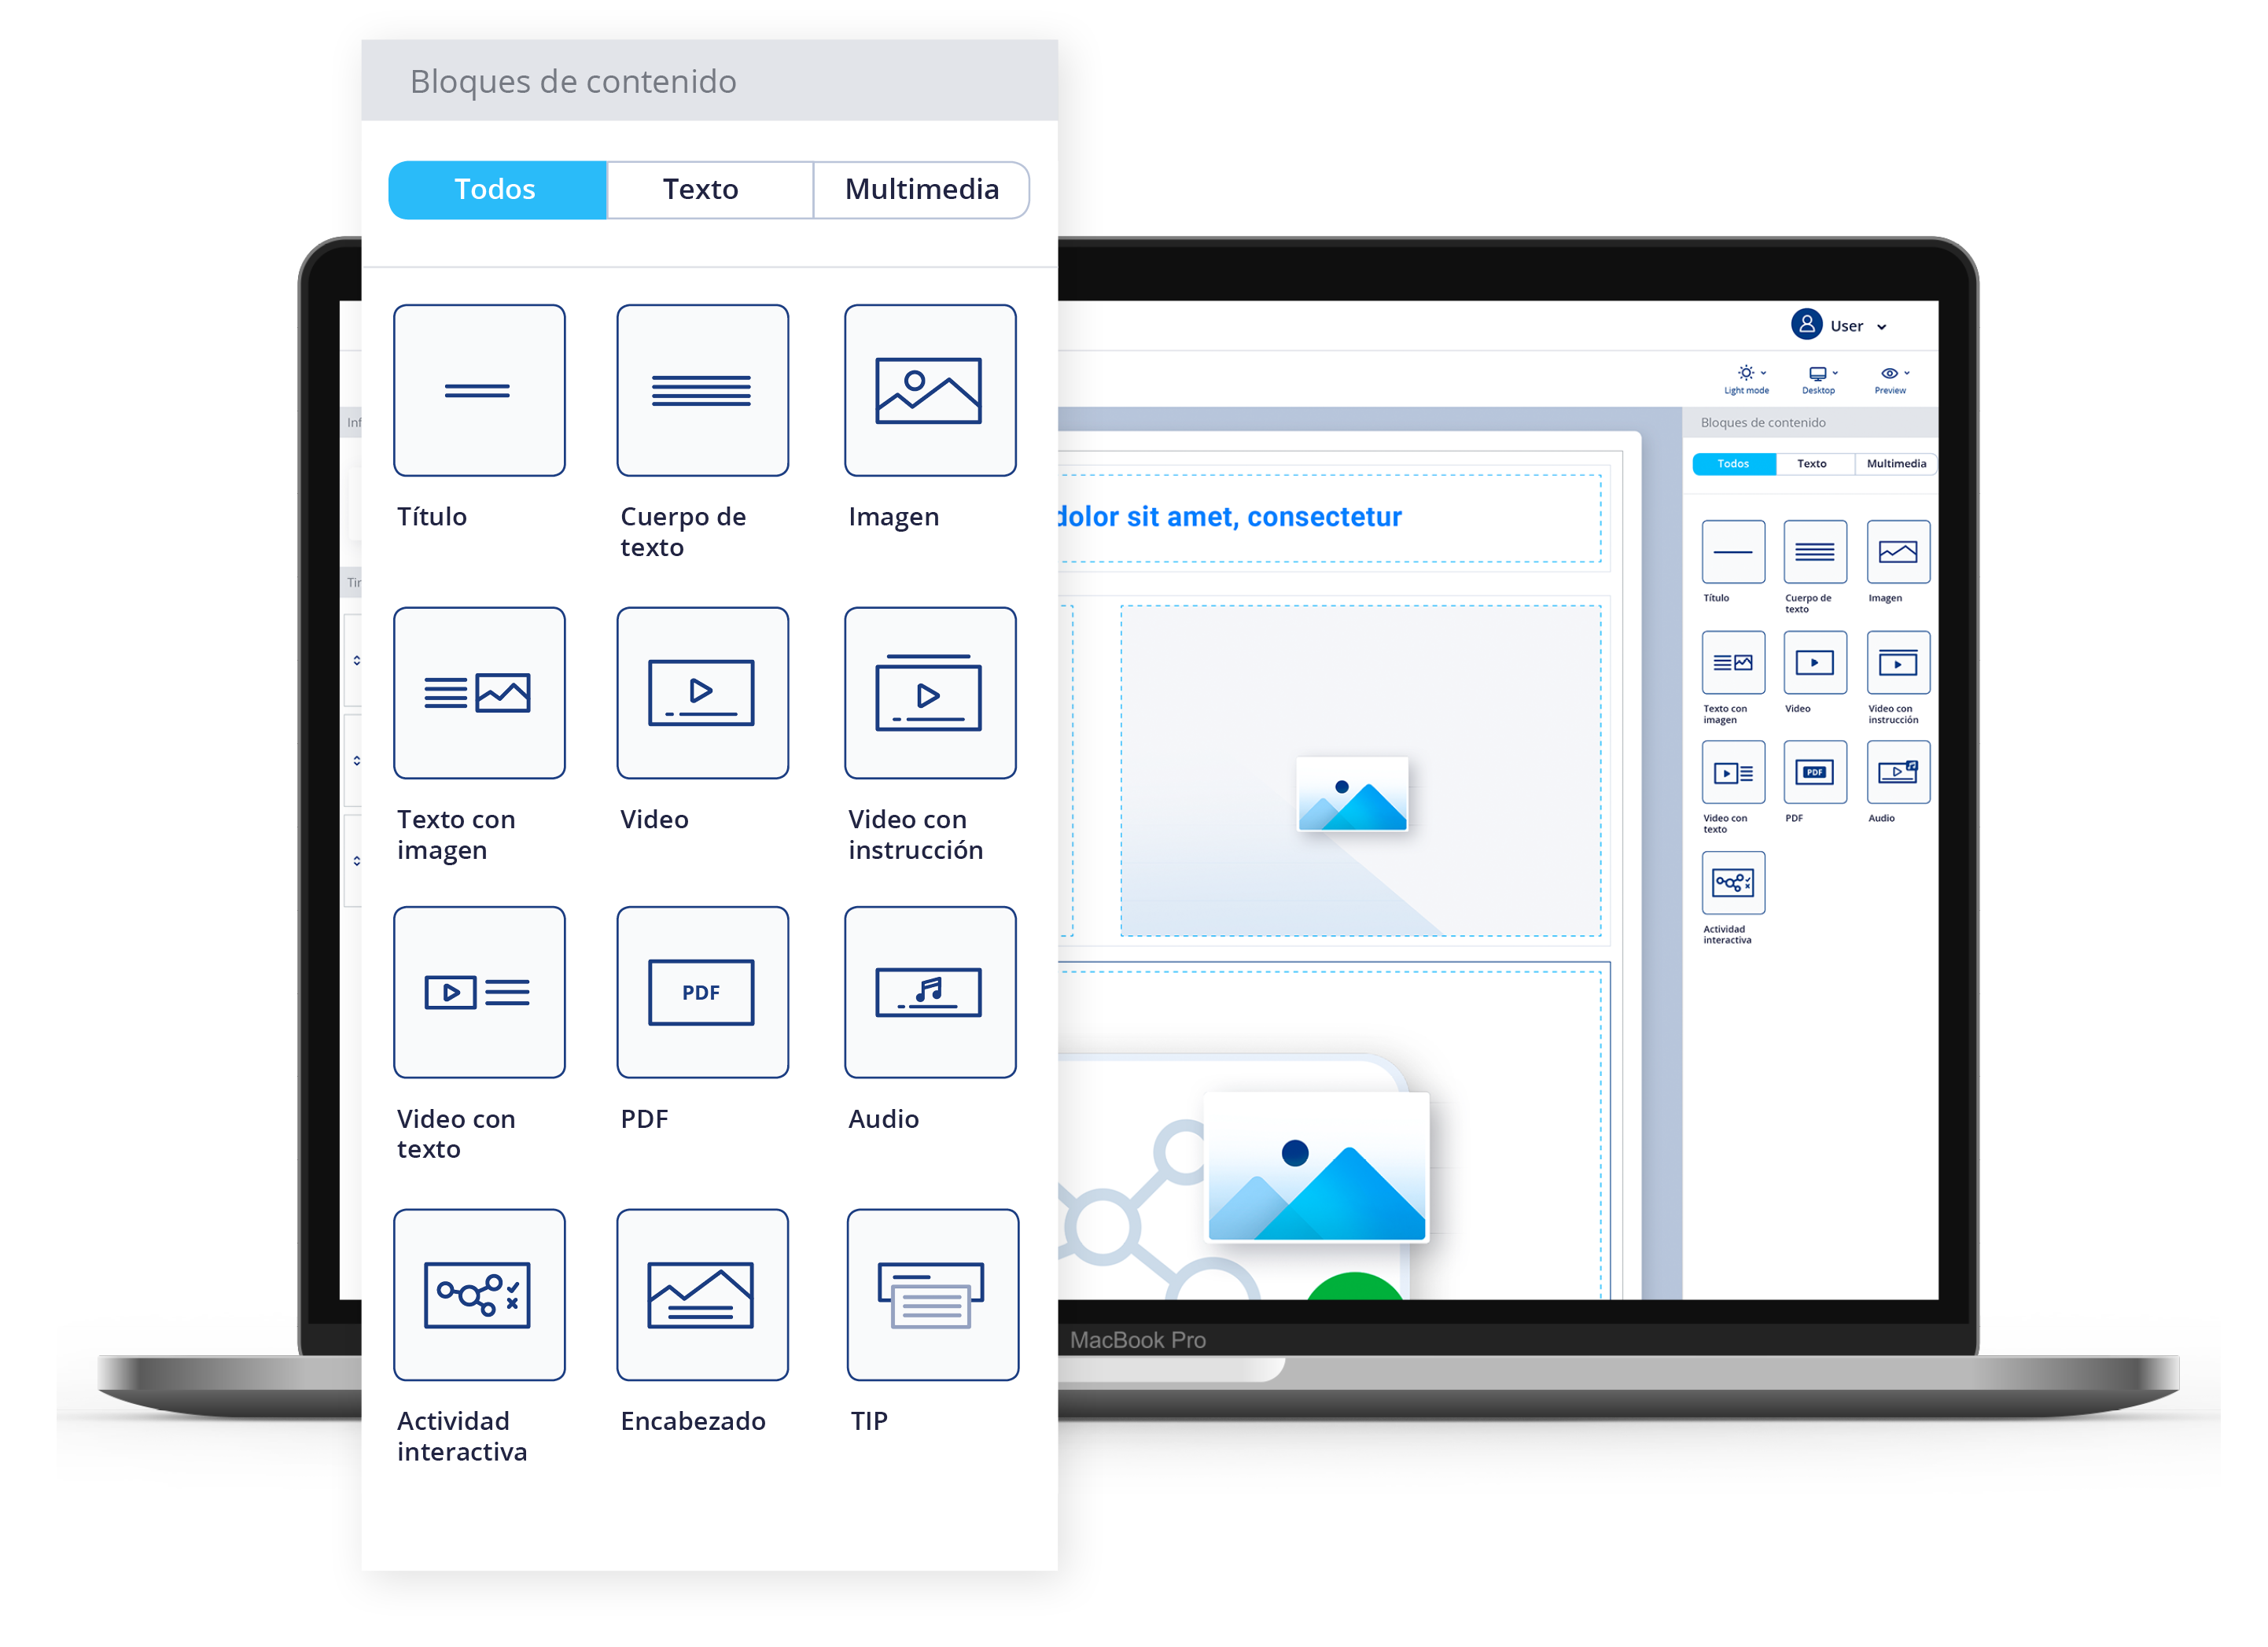 Bloques de contenido
Todos
Texto
Multimedia
Título
Cuerpo de
texto
Imagen
Texto con
imagen
Video
Video con
instrucción
Video con
texto
PDF
PDF
Audio
Actividad
interactiva
Encabezado
TIP
User
Light mode
Desktop
Preview
Inf
Tir
dolor sit amet, consectetur
Bloques de contenido
Todos
Texto
Multimedia
Título
Cuerpo de
texto
Imagen
Texto con
imagen
Video
Video con
instrucción
Video con
texto
PDF
PDF
Audio
Actividad
interactiva
MacBook Pro